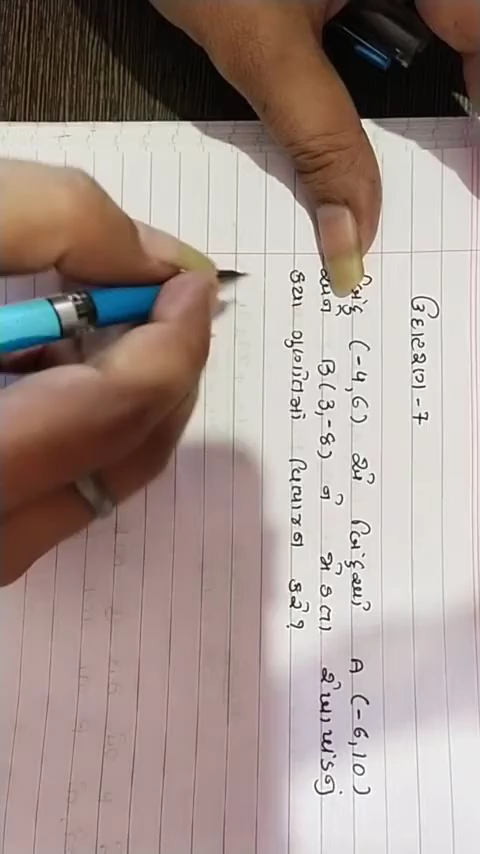 ઉદાહરણ-7
બિંદુ (-4,6) એ બિંદુઓ A (-6,10)
અને B(3,-8) ને જોડતા રેખાખંડનું
કયા ગુણોત્તરમાં વિભાજન કરે?